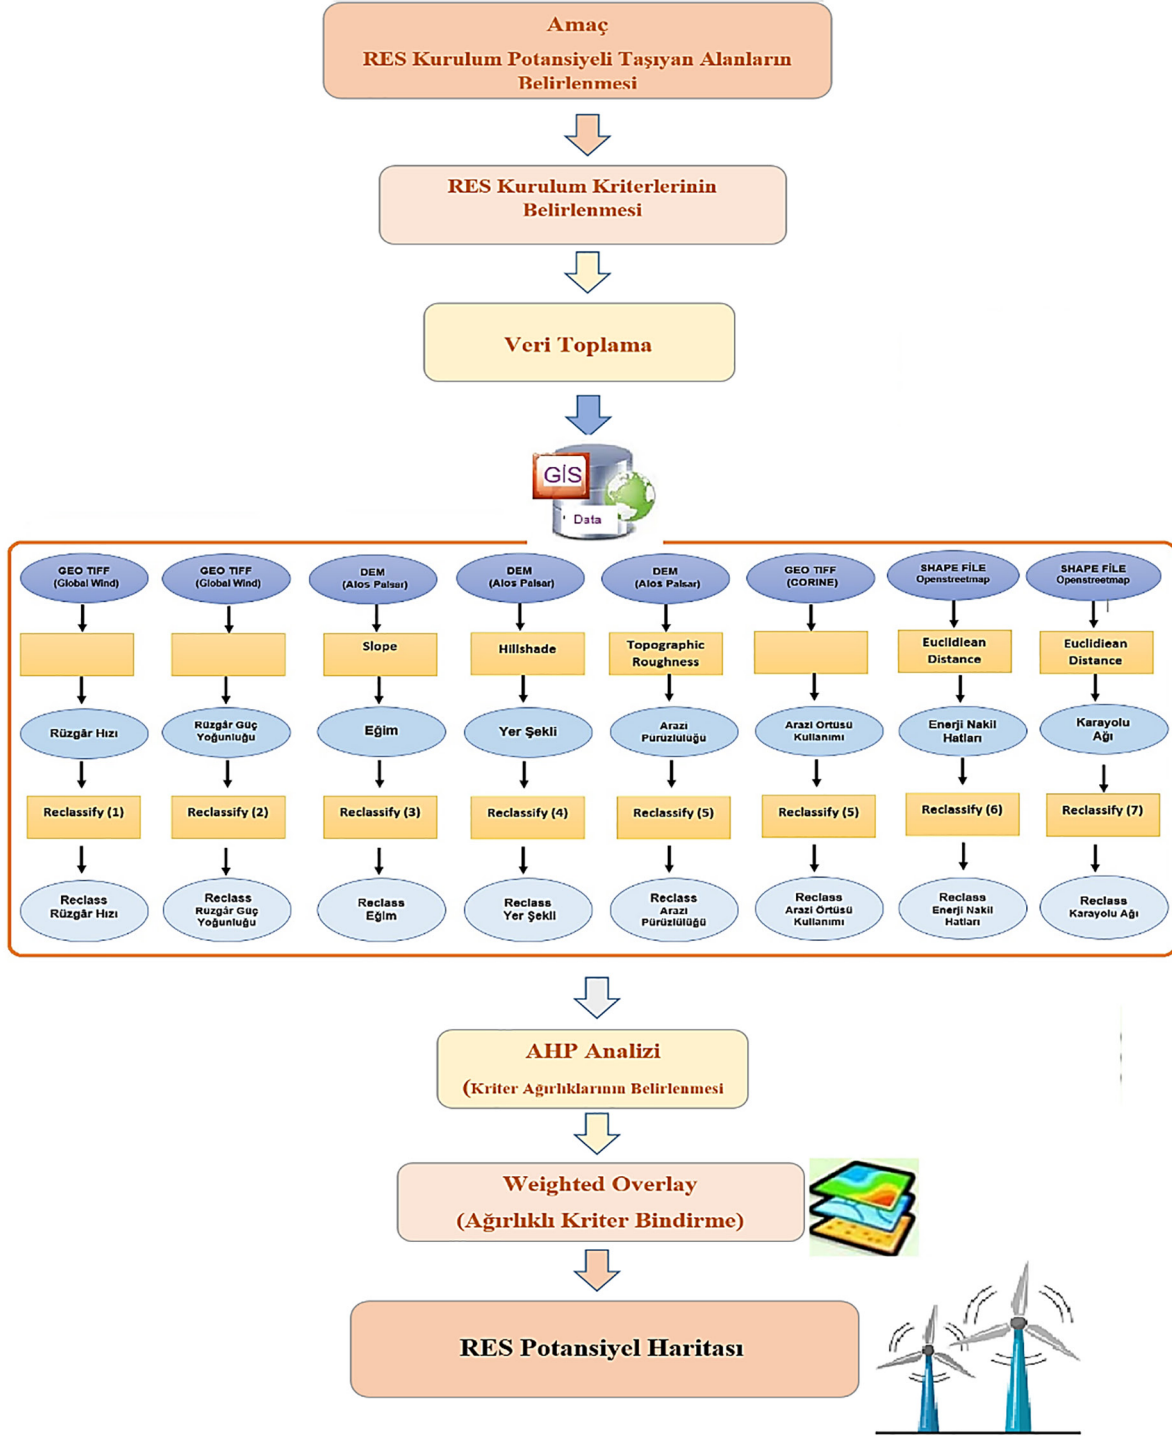 Amaç
RES Kurulum Potansiyeli Taşıyan Alanların
Belirlenmesi
RES Kurulum Kriterlerinin
Belirlenmesi
Veri Toplama
GIS
Data
GEO TIFF
(Global Wind)
GEO TIFF
(Global Wind)
DEM
(Alos Palsar)
DEM
(Alos Palsar)
DEM
(Alos Palsar)
GEO TIFF
(CORINE)
SHAPE FİLE
Openstreetmap
SHAPE FİLE
Openstreetmap
Slope
Hillshade
Topographic
Roughness
Euclidiean
Distance
Euclidiean
Distance
Rüzgâr Hızı
Rüzgâr Güç
Yoğunluğu
Eğim
Yer Şekli
Arazi
Pürüzlülüğü
Arazi Örtüsü
Kullanımı
Enerji Nakil
Hatları
Karayolu
Ağı
Reclassify (1)
Reclassify (2)
Reclassify (3)
Reclassify (4)
Reclassify (5)
Reclassify (5)
Reclassify (6)
Reclassify (7)
Reclass
Rüzgâr Hızı
Reclass
Rüzgâr Güç
Yoğunluğu
Reclass
Eğim
Reclass
Yer Şekli
Reclass
Arazi
Pürüzlülüğü
Reclass
Arazi Örtüsü
Kullanımı
Reclass
Enerji Nakil
Hatları
Reclass
Karayolu Ağı
AHP Analizi
(Kriter Ağırlıklarının Belirlenmesi
Weighted Overlay
(Ağırlıklı Kriter Bindirme)
RES Potansiyel Haritası